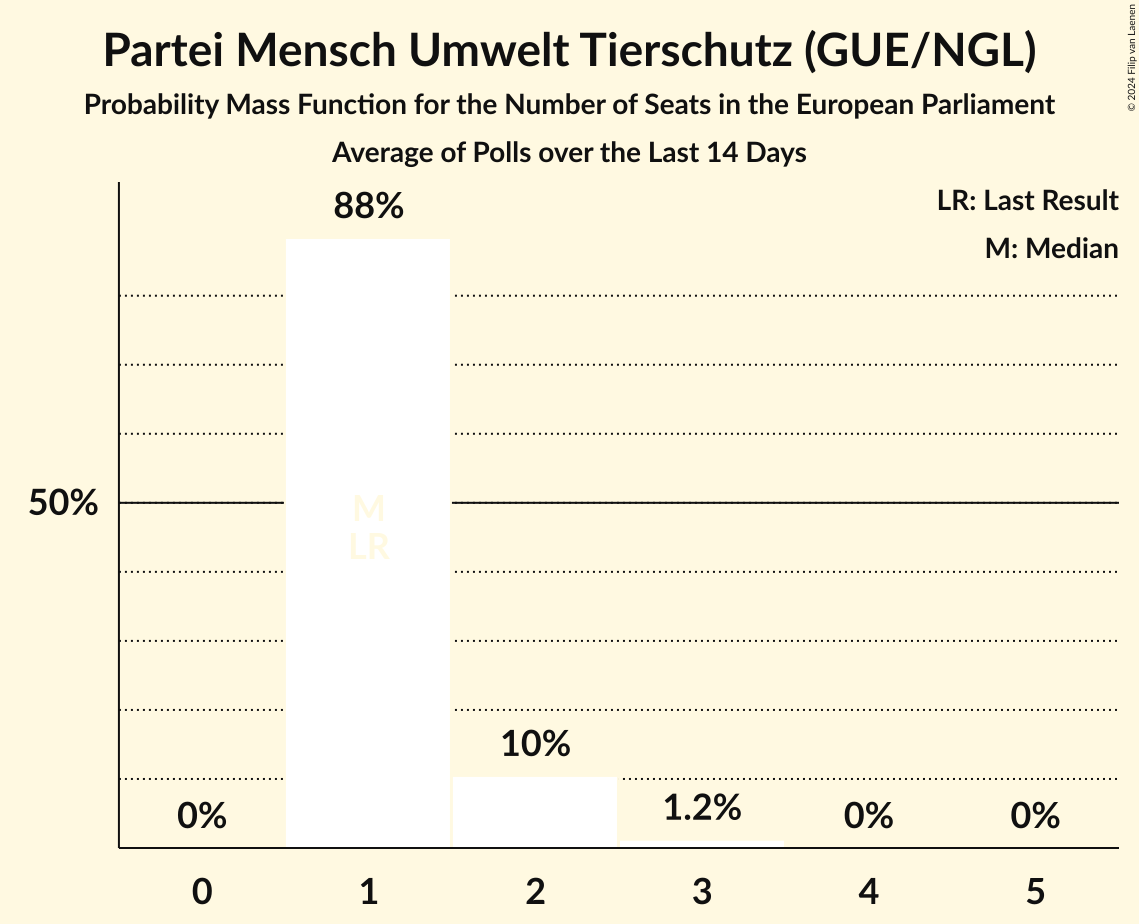 Partei Mensch Umwelt Tierschutz (GUE/NGL)
Probability Mass Function for the Number of Seats in the European Parliament
Average of Polls over the Last 14 Days
© 2024 Filip van Laenen
LR: Last Result
M: Median
88%
50%
M
LR
10%
0%
1.2%
0%
0%
0 1 2 3 4 5